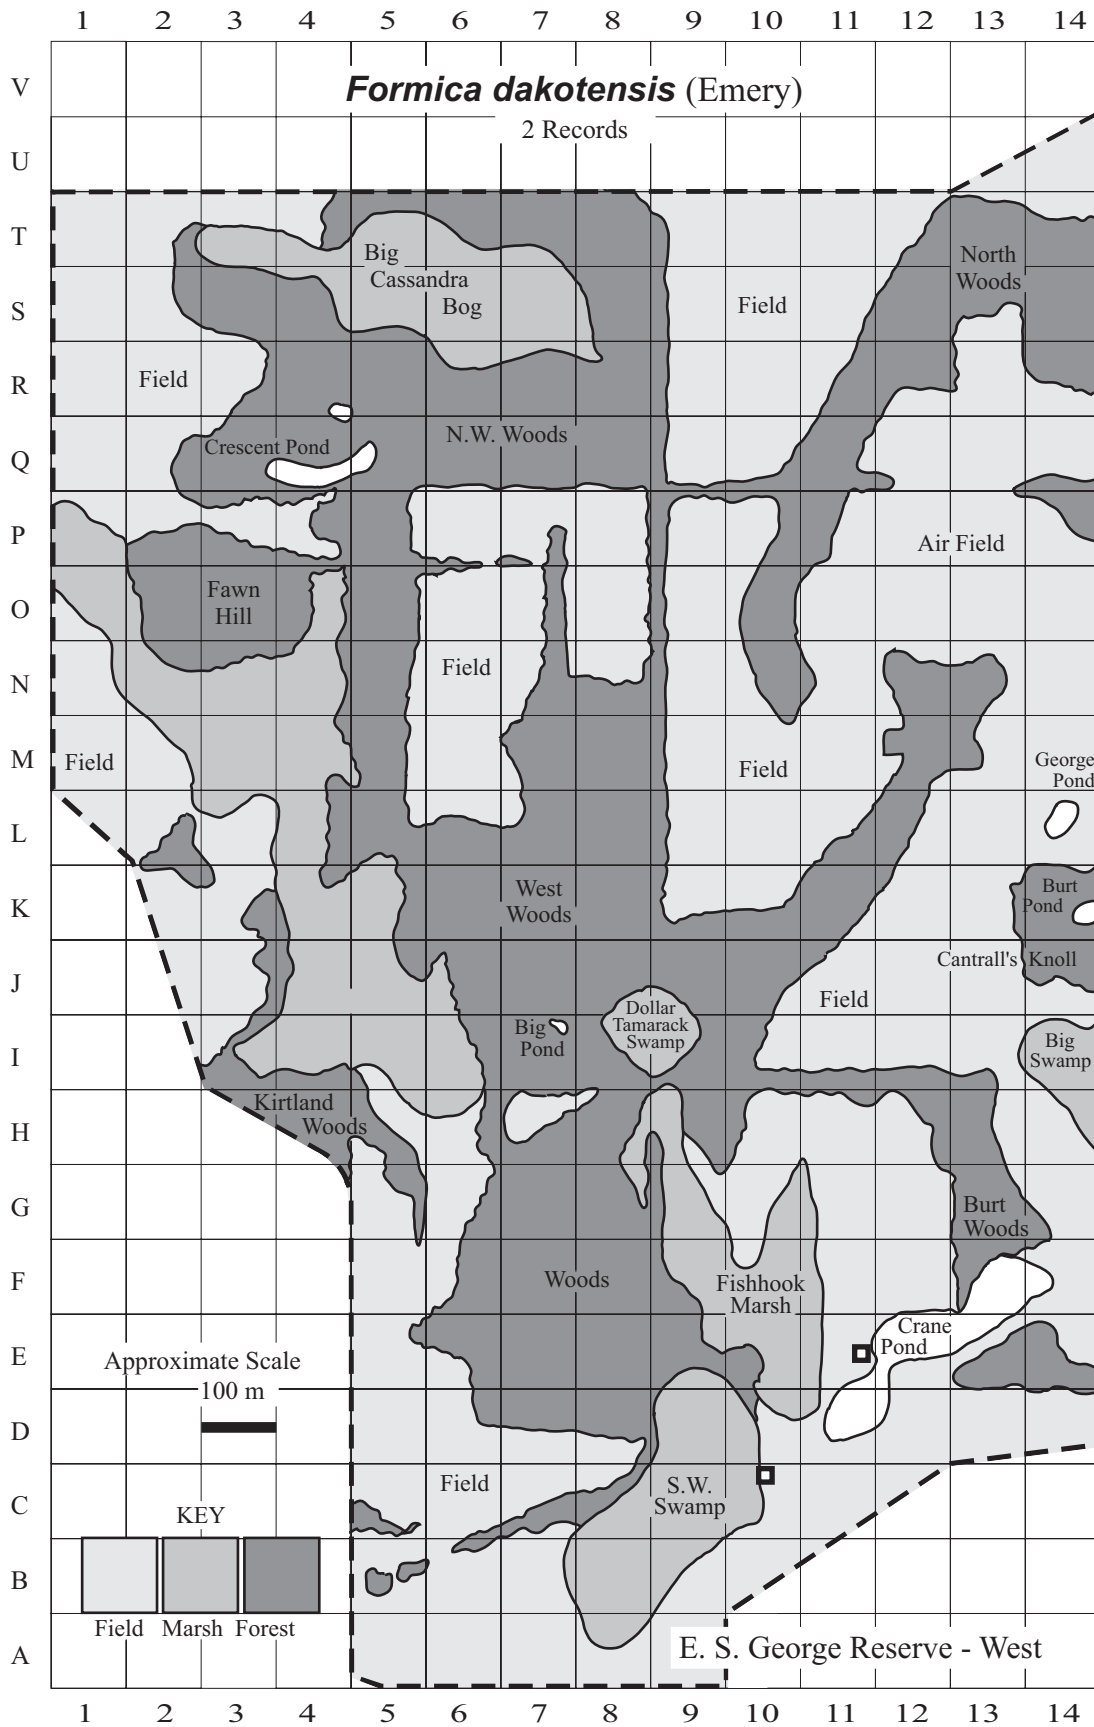 1 2 3 4 5 6 7 8 9 10 11 12 13 14
V
Formica dakotensis (Emery)
2 Records
U
T
Big
Cassandra
Bog
North
Woods
S
Field
R
Field
N.W. Woods
Crescent Pond
Q
P
Air Field
O
Fawn
Hill
N
Field
M
Field
Field
George
Pond
L
K
West
Woods
Burt
Pond
Cantrall's Knoll
J
Field
Dollar
Tamarack
Swamp
Big
Pond
I
Big
Swamp
Kirtland
Woods
H
G
Burt
Woods
F
Woods
Fishhook
Marsh
Crane
Pond
E
Approximate Scale
100 m
D
Field
S.W.
Swamp
C
KEY
B
Field Marsh Forest
A
E. S. George Reserve - West
1 2 3 4 5 6 7 8 9 10 11 12 13 14